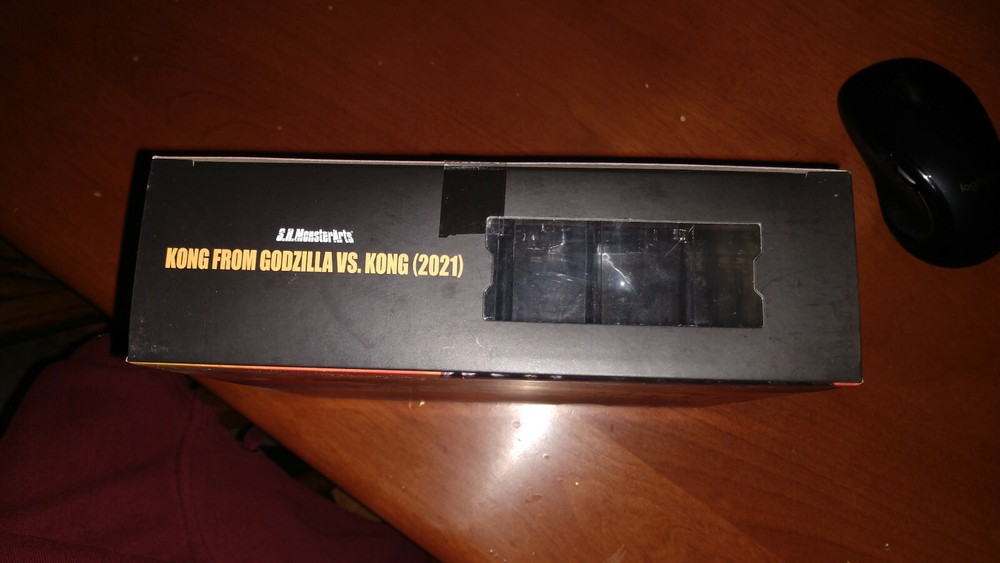 S.H.MonsterArts
KONG FROM GODZILLA VS. KONG (2021)